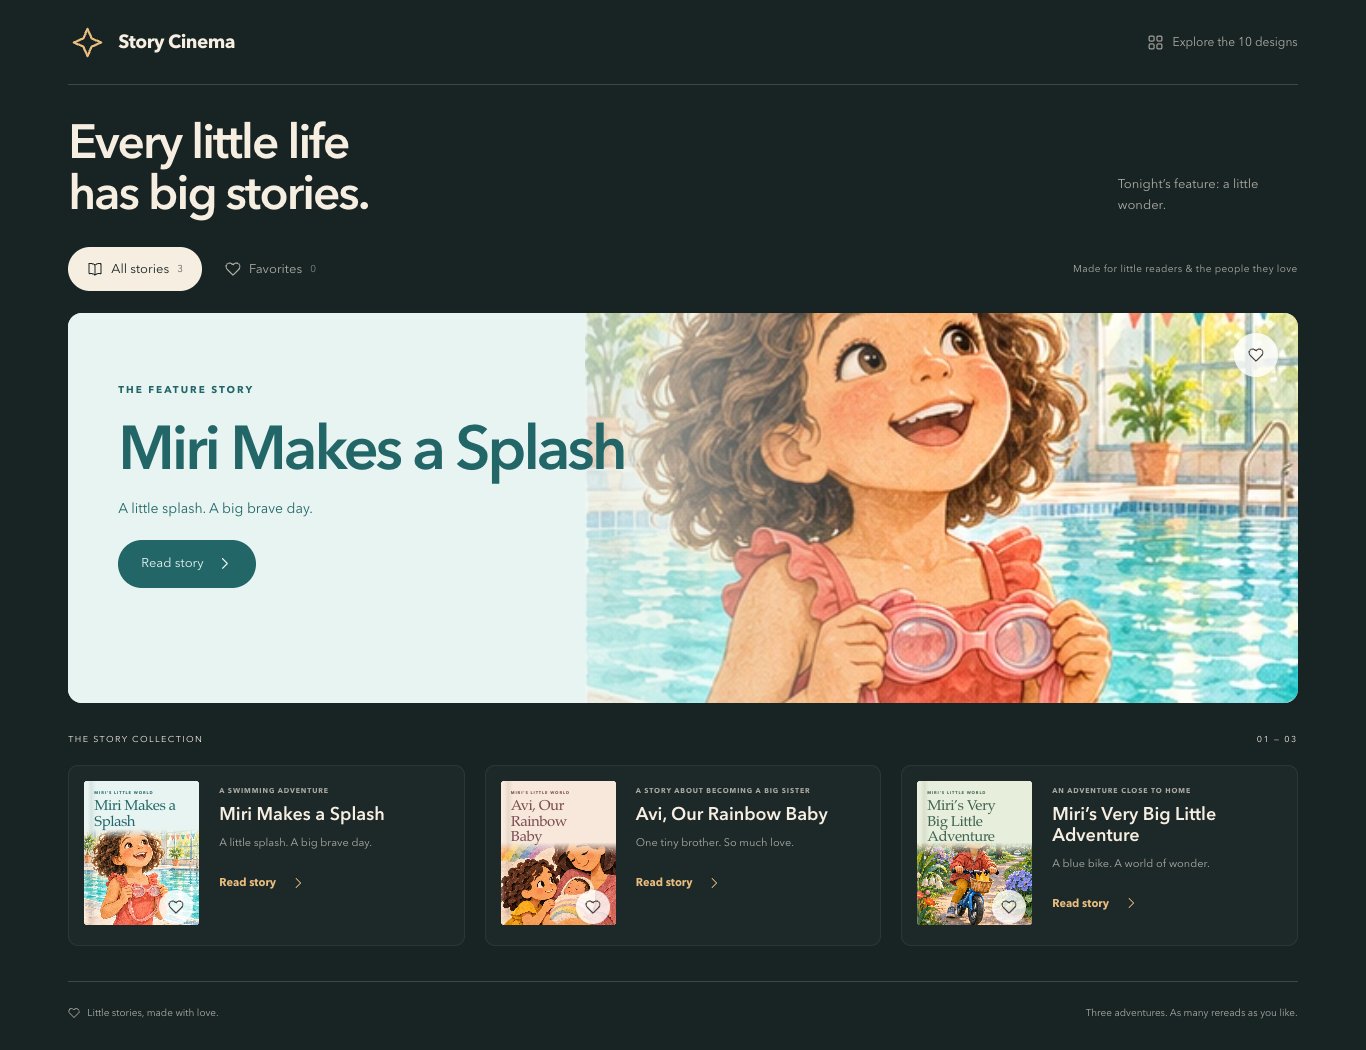 Story Cinema
Explore the 10 designs
Every little life
has big stories.
Tonight’s feature: a little
wonder.
All stories 3
Favorites 0
Made for little readers & the people they love
THE FEATURE STORY
Miri Makes a Splash
A little splash. A big brave day.
Read story
THE STORY COLLECTION
01 – 03
MIRI'S LITTLE WORLD
Miri Makes a
Splash
A SWIMMING ADVENTURE
Miri Makes a Splash
A little splash. A big brave day.
Read story
MIRI'S LITTLE WORLD
Avi, Our
Rainbow
Baby
A STORY ABOUT BECOMING A BIG SISTER
Avi, Our Rainbow Baby
One tiny brother. So much love.
Read story
MIRI'S LITTLE WORLD
Miri’s Very
Big Little
Adventure
AN ADVENTURE CLOSE TO HOME
Miri’s Very Big Little
Adventure
A blue bike. A world of wonder.
Read story
Little stories, made with love.
Three adventures. As many rereads as you like.